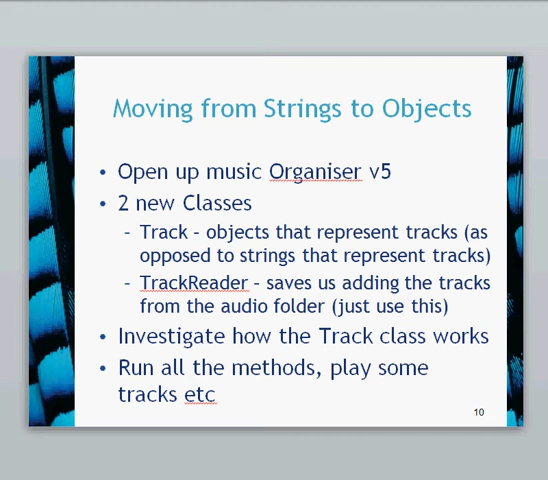 Moving from Strings to Objects
• Open up music Organiser v5
• 2 new Classes
– Track – objects that represent tracks (as
opposed to strings that represent tracks)
– TrackReader – saves us adding the tracks
from the audio folder (just use this)
• Investigate how the Track class works
• Run all the methods, play some
tracks etc
10